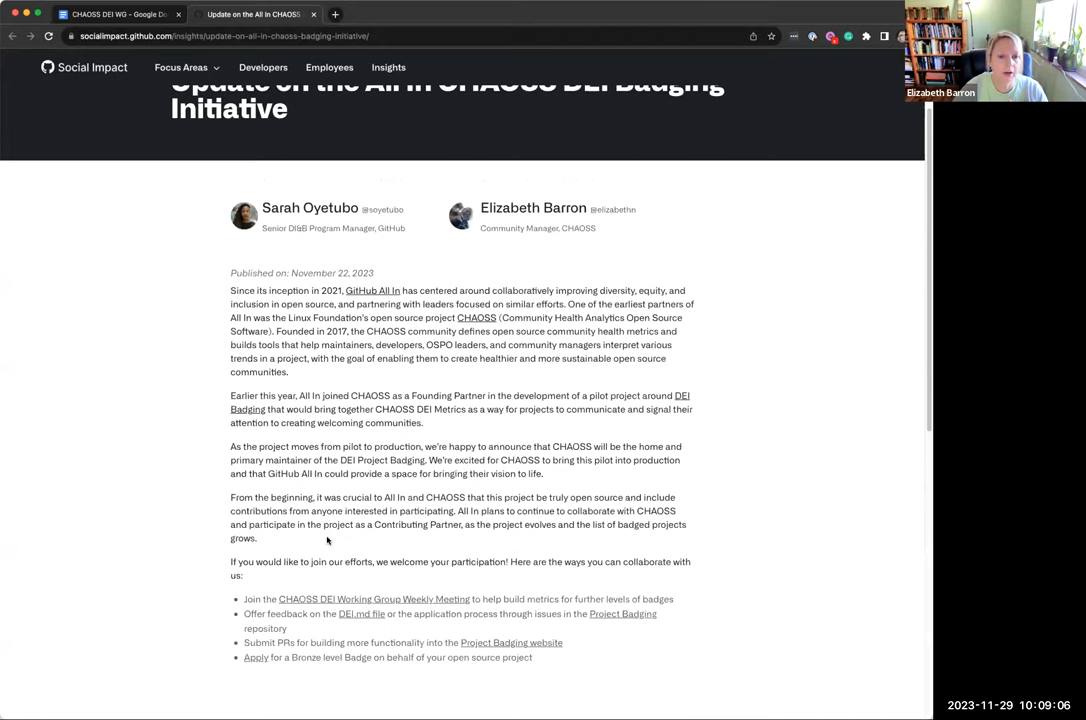 CHAOSS DEI WG - Google Do
Update on the All In CHAOSS
socialimpact.github.com/insights/update-on-all-in-chaoss-badging-initiative/
Social Impact
Focus Areas
Developers
Employees
Insights
Elizabeth Barron
Update on the All In CHAOSS DEI Badging
Initiative
Sarah Oyetubo @soyetubo
Senior DI&B Program Manager, GitHub
Elizabeth Barron @elizabethn
Community Manager, CHAOSS
Published on: November 22, 2023
Since its inception in 2021, GitHub All In has centered around collaboratively improving diversity, equity, and
inclusion in open source, and partnering with leaders focused on similar efforts. One of the earliest partners of
All In was the Linux Foundation's open source project CHAOSS (Community Health Analytics Open Source
Software). Founded in 2017, the CHAOSS community defines open source community health metrics and
builds tools that help maintainers, developers, OSPO leaders, and community managers interpret various
trends in a project, with the goal of enabling them to create healthier and more sustainable open source
communities.
Earlier this year, All In joined CHAOSS as a Founding Partner in the development of a pilot project around DEI
Badging that would bring together CHAOSS DEI Metrics as a way for projects to communicate and signal their
attention to creating welcoming communities.
As the project moves from pilot to production, we're happy to announce that CHAOSS will be the home and
primary maintainer of the DEI Project Badging. We're excited for CHAOSS to bring this pilot into production
and that GitHub All In could provide a space for bringing their vision to life.
From the beginning, it was crucial to All In and CHAOSS that this project be truly open source and include
contributions from anyone interested in participating. All In plans to continue to collaborate with CHAOSS
and participate in the project as a Contributing Partner, as the project evolves and the list of badged projects
grows.
If you would like to join our efforts, we welcome your participation! Here are the ways you can collaborate with
us:
Join the CHAOSS DEI Working Group Weekly Meeting to help build metrics for further levels of badges
Offer feedback on the DEI.md file or the application process through issues in the Project Badging
repository
Submit PRs for building more functionality into the Project Badging website
Apply for a Bronze level Badge on behalf of your open source project
2023-11-29 10:09:06